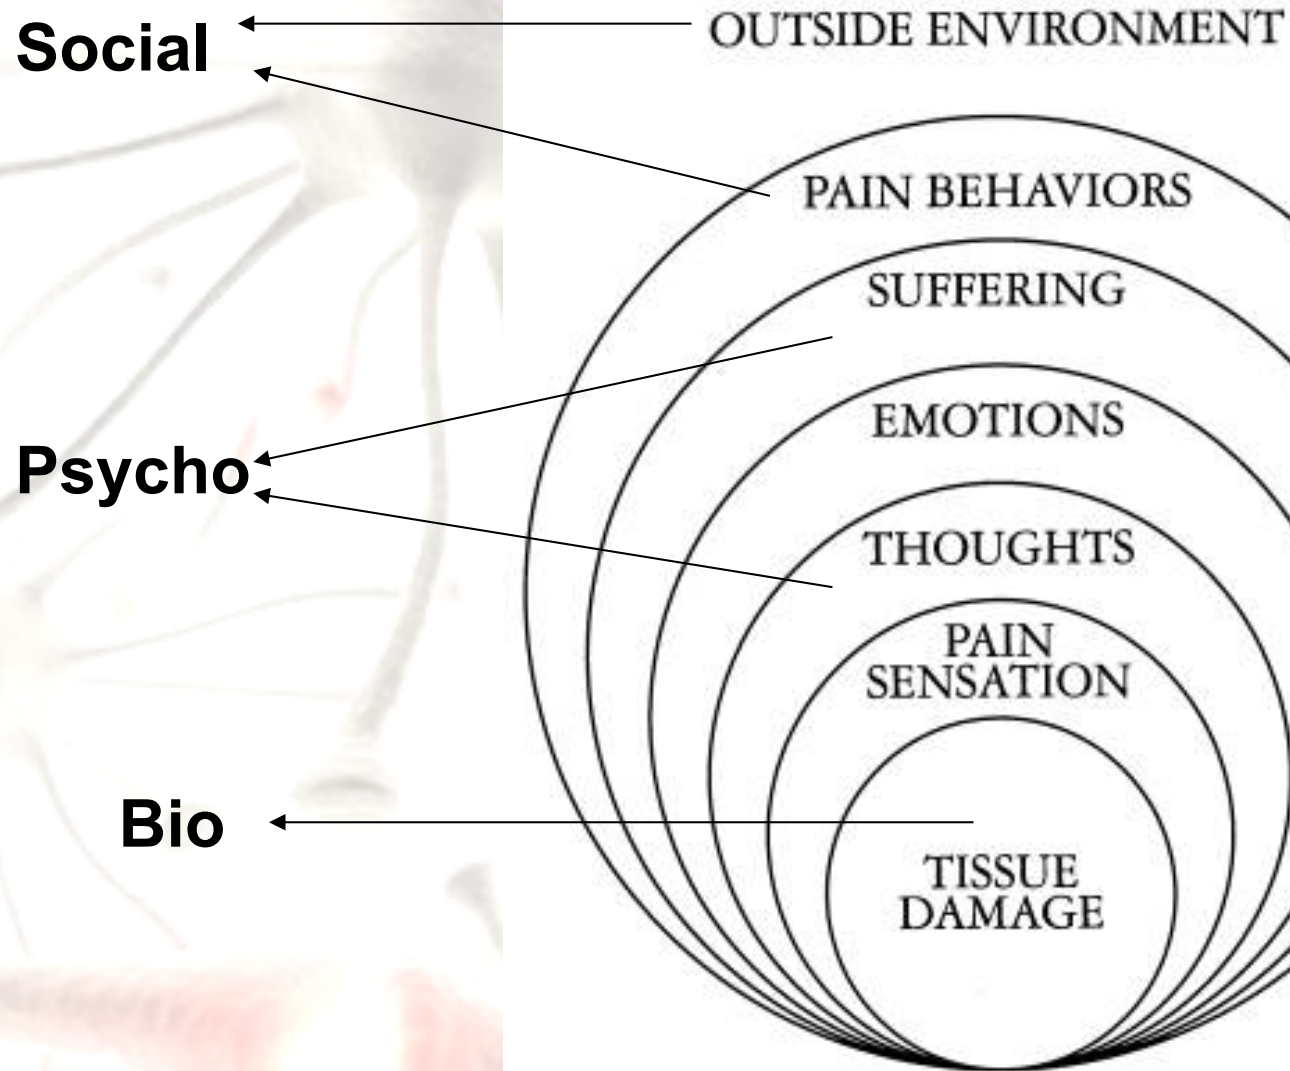 Social
OUTSIDE ENVIRONMENT
PAIN BEHAVIORS
SUFFERING
EMOTIONS
Psycho
THOUGHTS
PAIN
SENSATION
Bio
TISSUE
DAMAGE